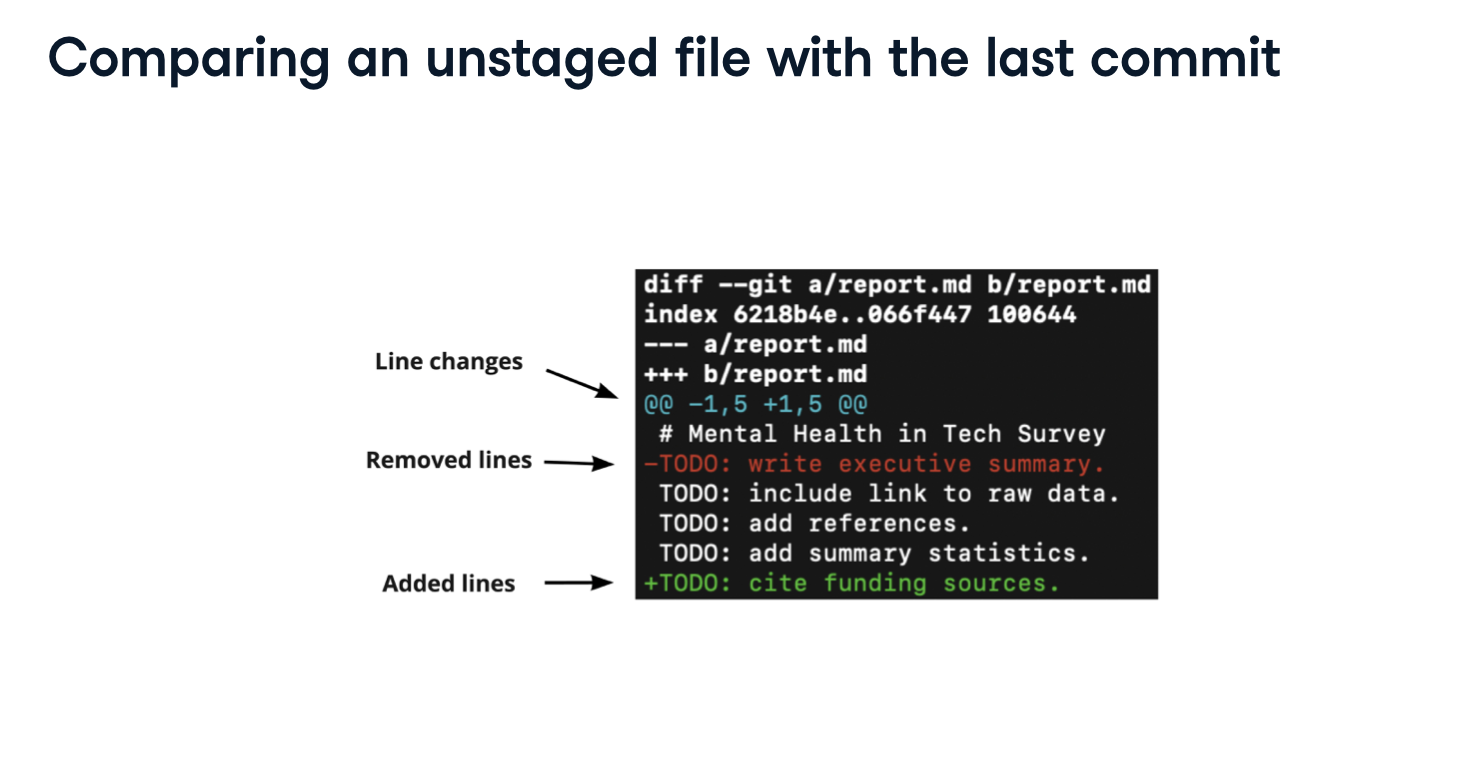 Comparing an unstaged file with the last commit
diff --git a/report.md b/report.md
index 6218b4e..066f447 100644
--- a/report.md
+++ b/report.md
Line changes
@@ -1,5 +1,5 @@
# Mental Health in Tech Survey
Removed lines
-TODO: write executive summary.
TODO: include link to raw data.
TODO: add references.
TODO: add summary statistics.
Added lines
+TODO: cite funding sources.